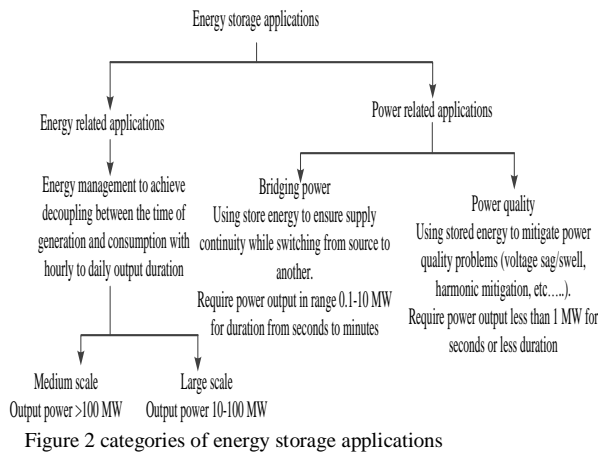 Energy storage applications
Energy related applications
Power related applications
Energy management to achieve
decoupling between the time of
generation and consumption with
hourly to daily output duration
Bridging power
Using store energy to ensure supply
continuity while switching from source to
another.
Require power output in range 0.1-10 MW
for duration from seconds to minutes
Power quality
Using stored energy to mitigate power
quality problems (voltage sag/swell,
harmonic mitigation, etc…..).
Require power output less than 1 MW for
seconds or less duration
Medium scale
Output power >100 MW
Large scale
Output power 10-100 MW
Figure 2 categories of energy storage applications